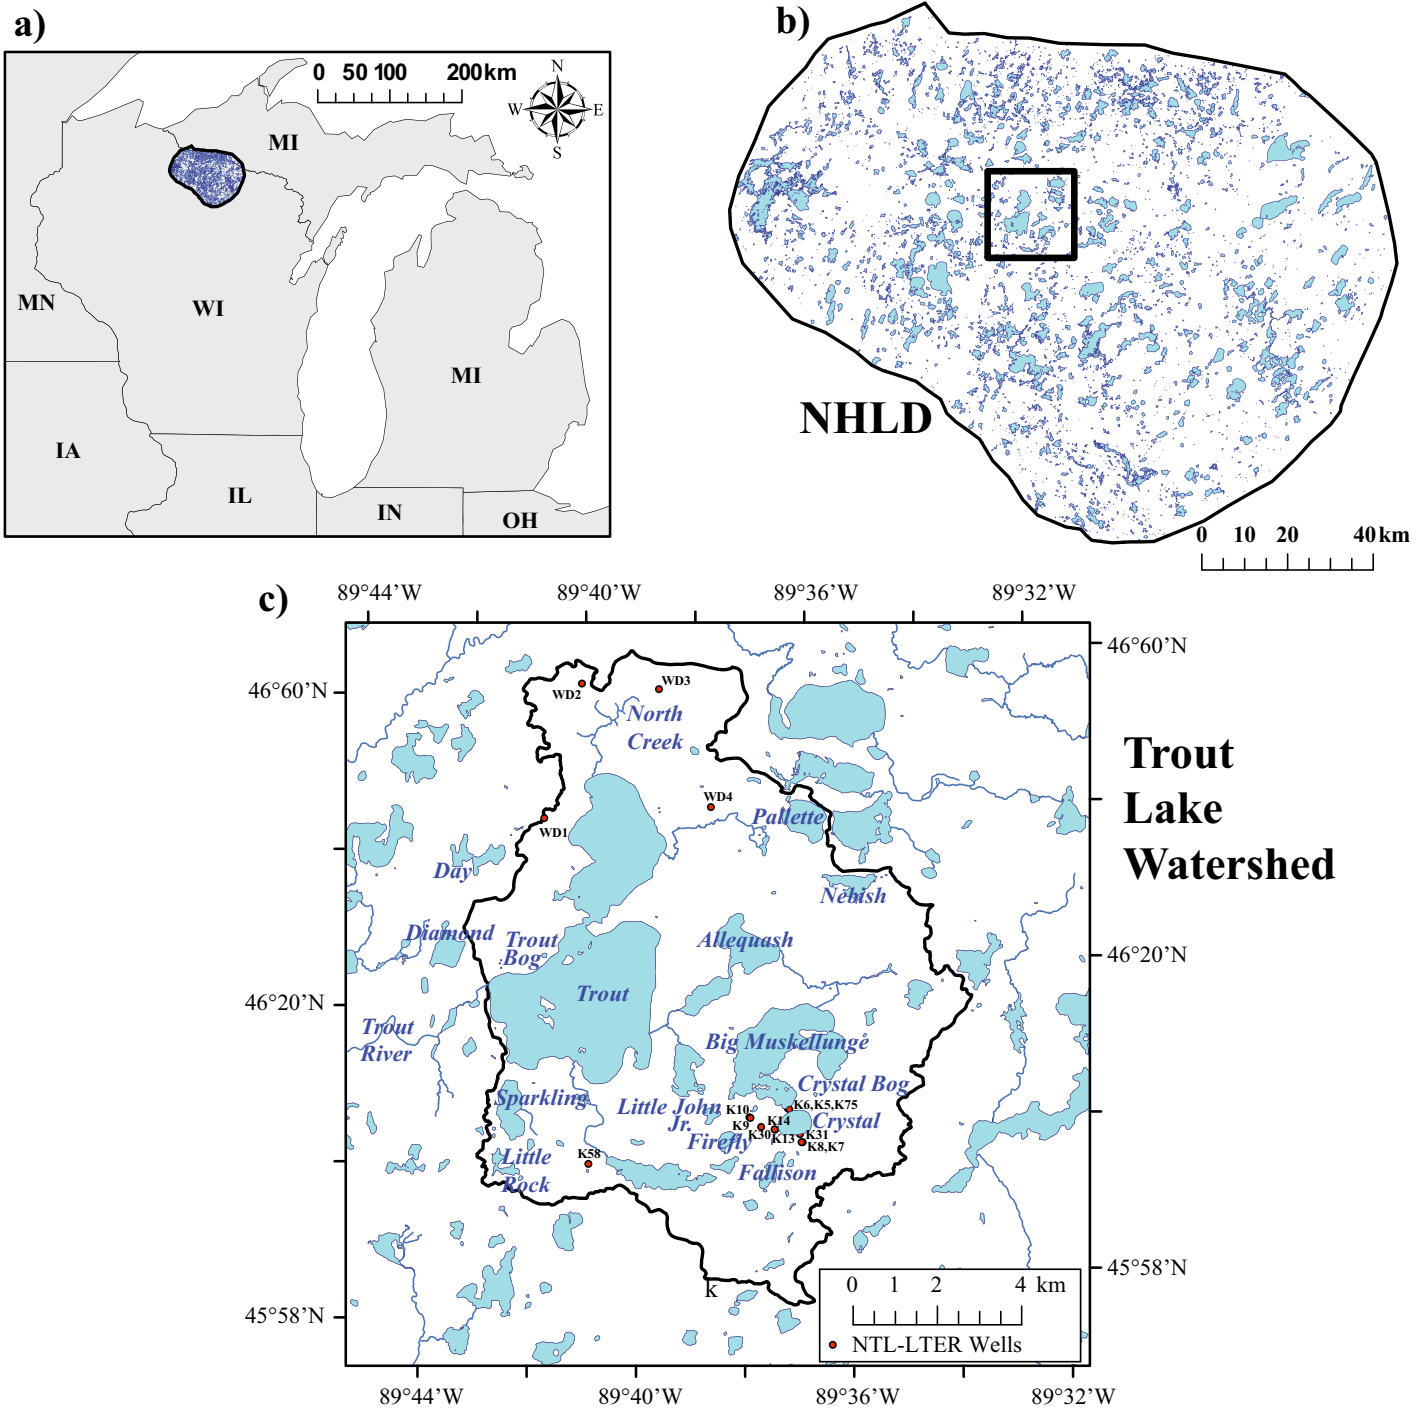 a)
0 50 100 200km
N
W E
S
MI
MN
WI
MI
IA
IL
IN
OH
b)
NHLD
0 10 20 40 km
c)
89°44’W 89°40’W 89°36’W 89°32’W
46°60’N
46°60’N
WD2
WD3
North
Creek
WD4
WD1
Pallette
Day
Nebish
Diamond
Trout
Bog
Allequash
46°20’N
Trout
46°20’N
Trout
River
Big Muskellunge
Crystal Bog
Sparkling
Little John
Jr.
K10
K6,K5,K75
K9
K14
Crystal
K30
K13
K31
K8,K7
Firefly
Little
Rock
K58
Fallison
45°58’N
k
45°58’N
0 1 2 4 km
NTL-LTER Wells
89°44’W 89°40’W 89°36’W 89°32’W
Trout
Lake
Watershed